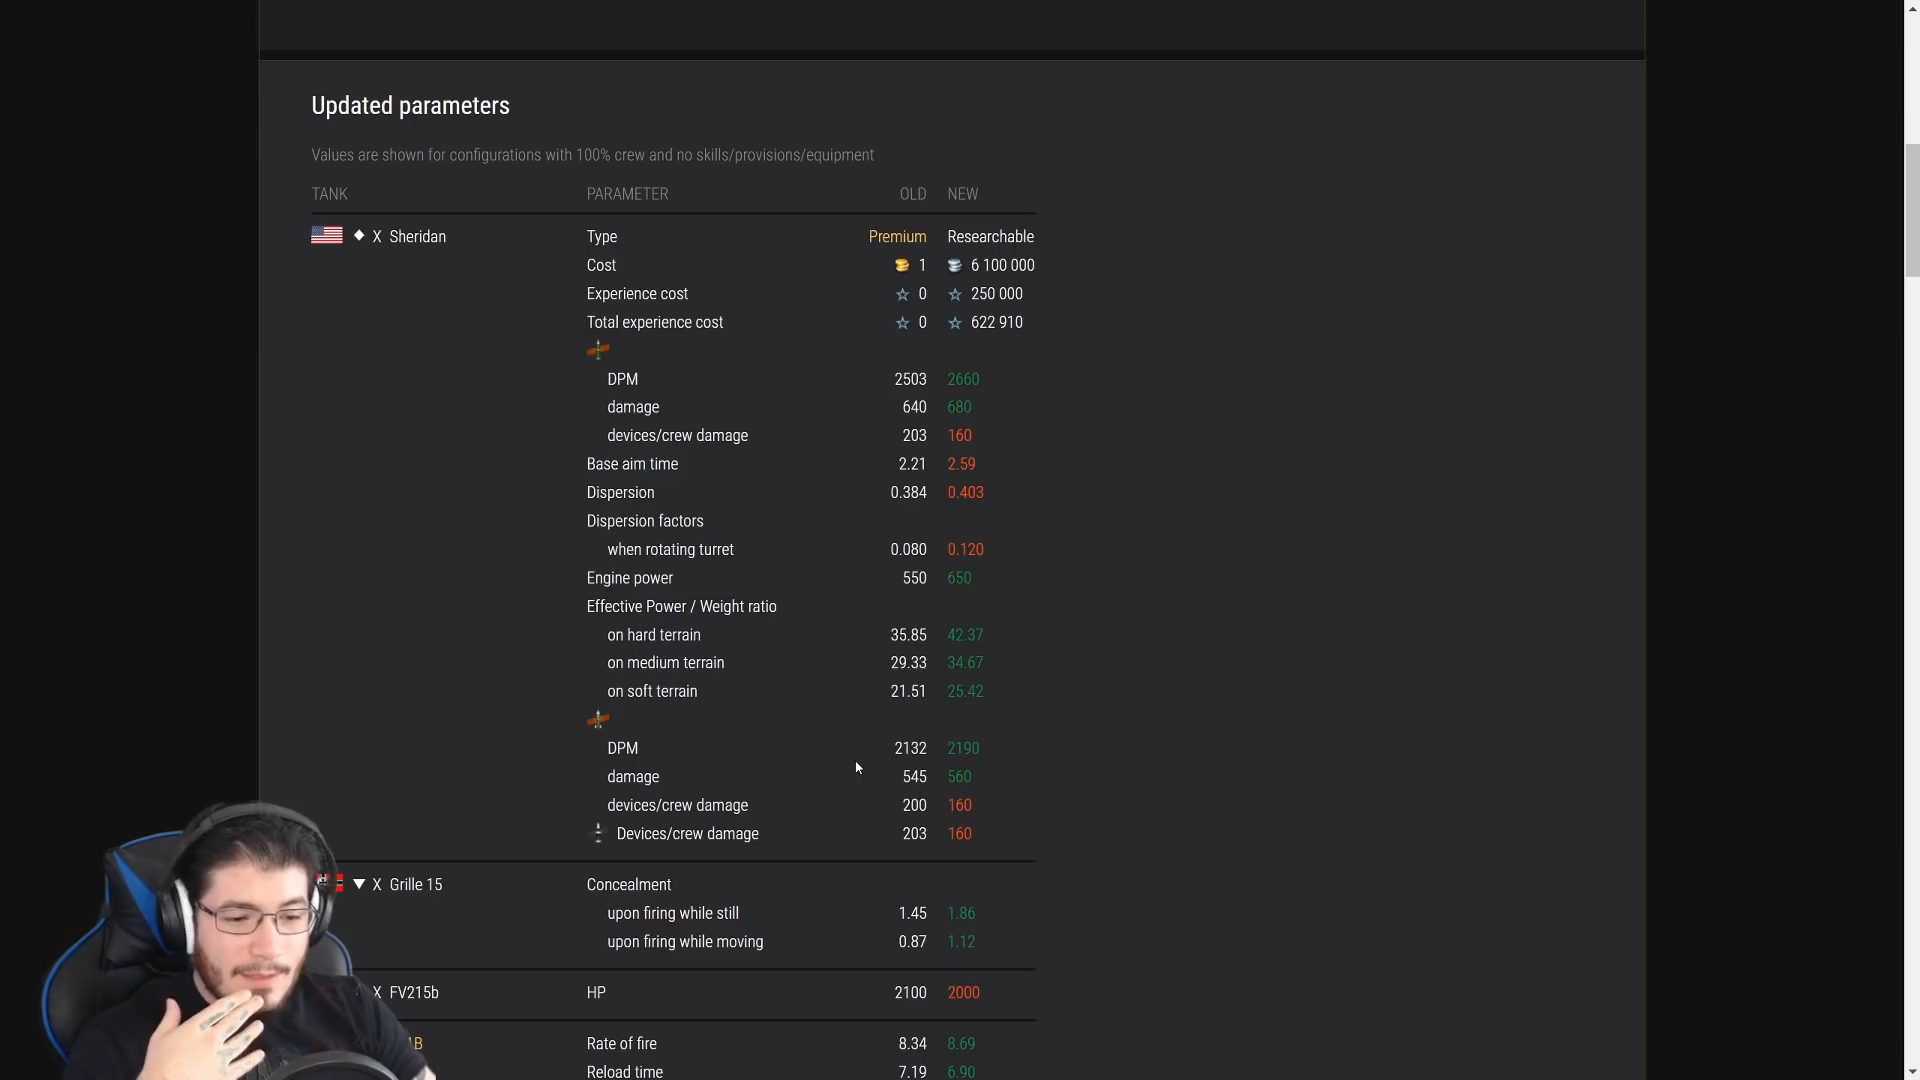 Updated parameters
Values are shown for configurations with 100% crew and no skills/provisions/equipment
TANK PARAMETER OLD NEW
X Sheridan Type Premium Researchable
Cost 1 6 100 000
Experience cost 0 250 000
Total experience cost 0 622 910
DPM 2503 2660
damage 640 680
devices/crew damage 203 160
Base aim time 2.21 2.59
Dispersion 0.384 0.403
Dispersion factors
when rotating turret 0.080 0.120
Engine power 550 650
Effective Power / Weight ratio
on hard terrain 35.85 42.37
on medium terrain 29.33 34.67
on soft terrain 21.51 25.42
DPM 2132 2190
damage 545 560
devices/crew damage 200 160
Devices/crew damage 203 160
X Grille 15 Concealment
upon firing while still 1.45 1.86
upon firing while moving 0.87 1.12
X FV215b HP 2100 2000
Rate of fire 8.34 8.69
Reload time 7.19 6.90